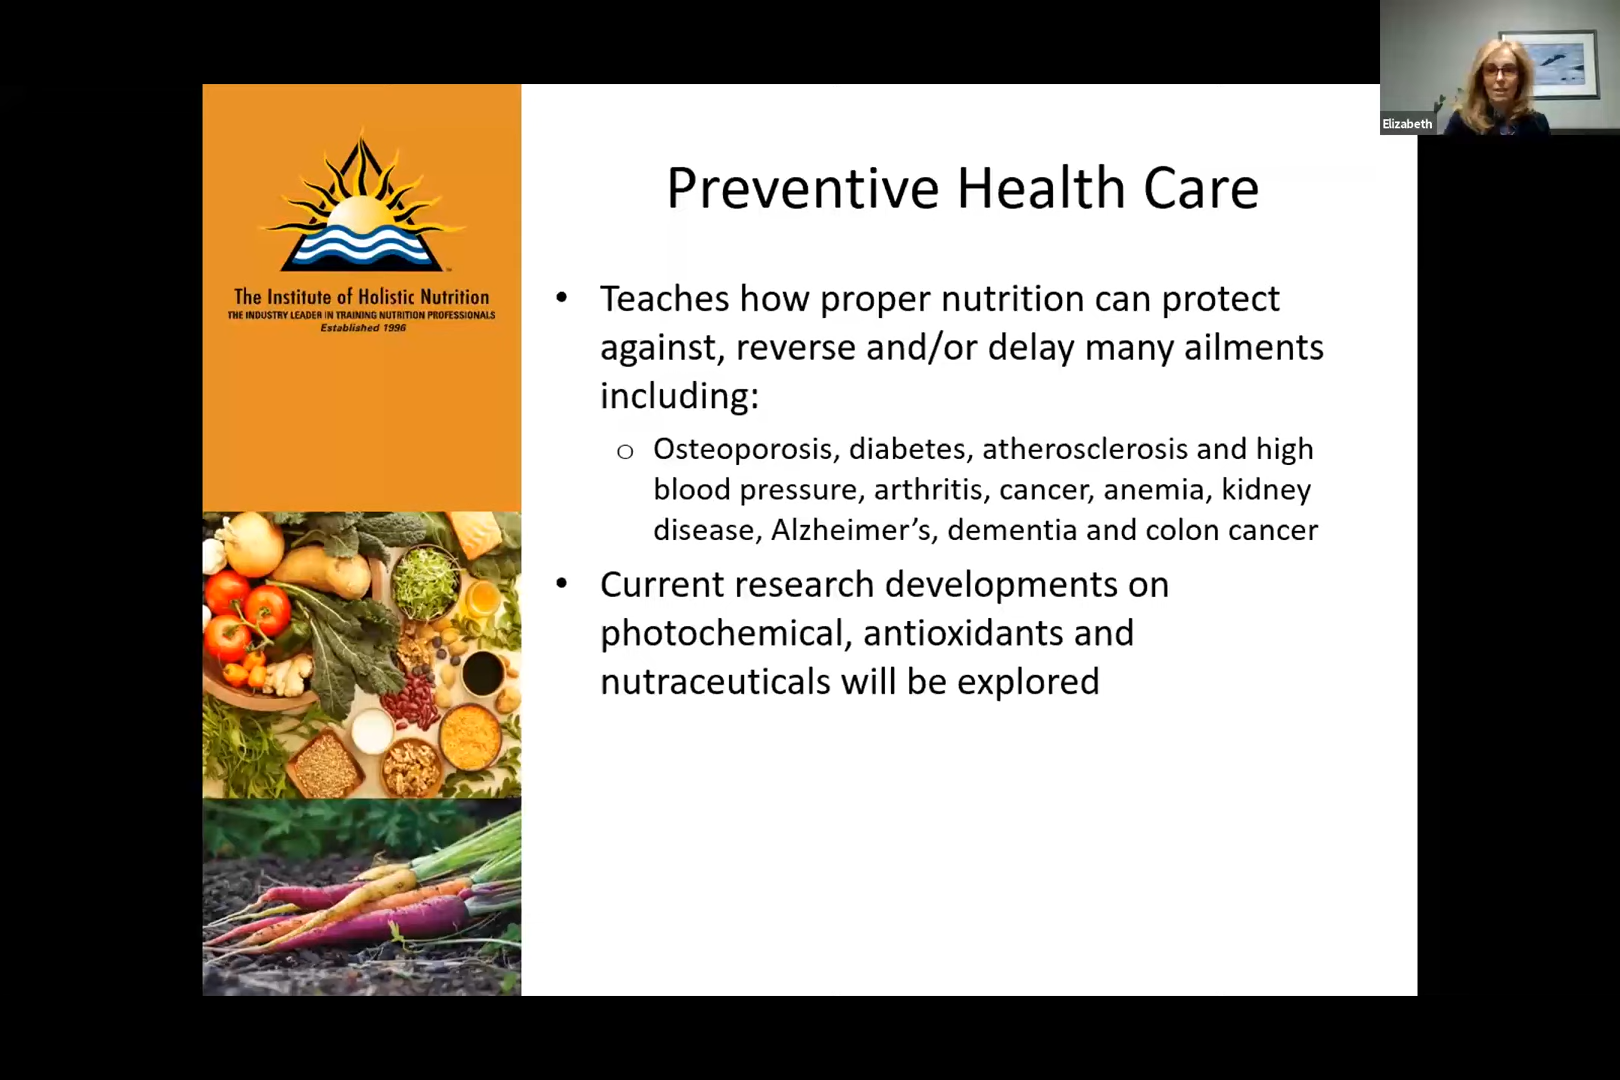 Elizabeth
The Institute of Holistic Nutrition
THE INDUSTRY LEADER IN TRAINING NUTRITION PROFESSIONALS
Established 1996
Preventive Health Care
• Teaches how proper nutrition can protect
against, reverse and/or delay many ailments
including:
o Osteoporosis, diabetes, atherosclerosis and high
blood pressure, arthritis, cancer, anemia, kidney
disease, Alzheimer’s, dementia and colon cancer
• Current research developments on
photochemical, antioxidants and
nutraceuticals will be explored